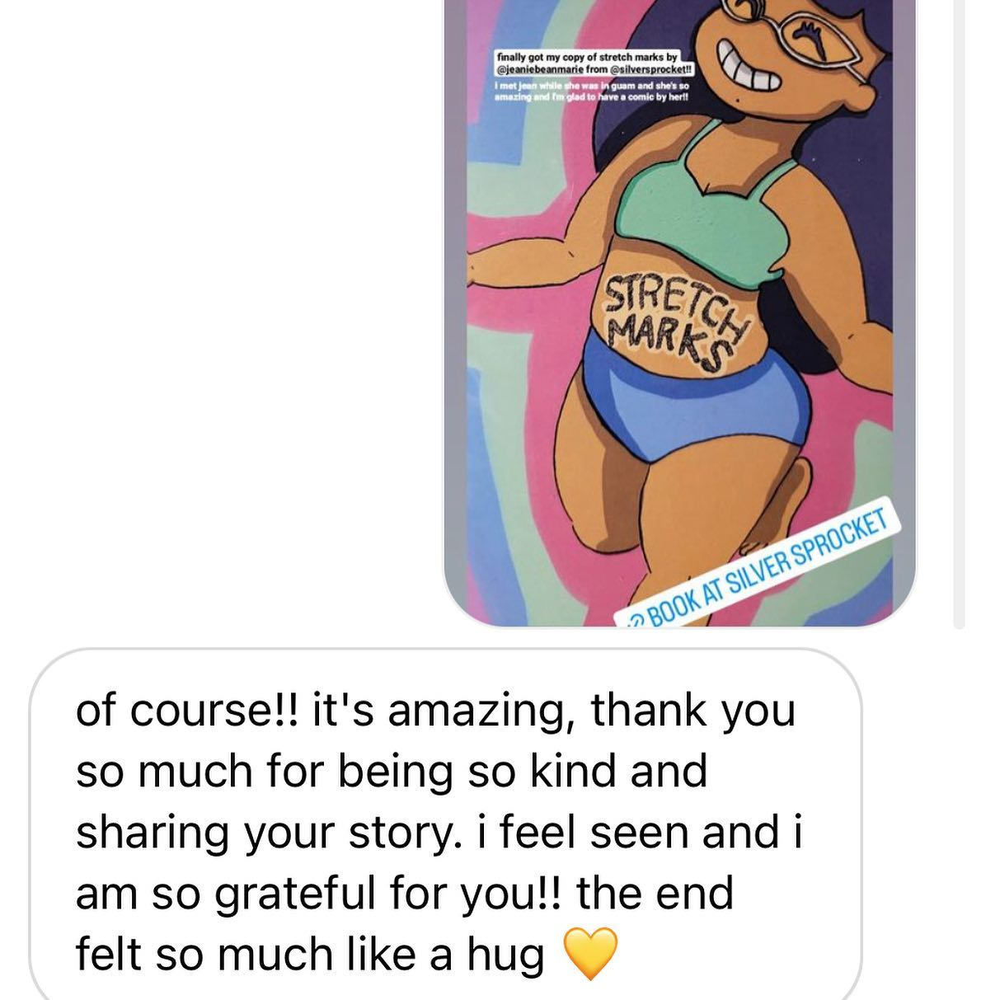 finally got my copy of stretch marks by
@jeaniebeanmarie from @silversprocket!!
I met jean while she was in guam and she's so
amazing and I'm glad to have a comic by her!!
STRETCH
MARKS
BOOK AT SILVER SPROCKET
of course!! it's amazing, thank you
so much for being so kind and
sharing your story. i feel seen and i
am so grateful for you!! the end
felt so much like a hug 💛